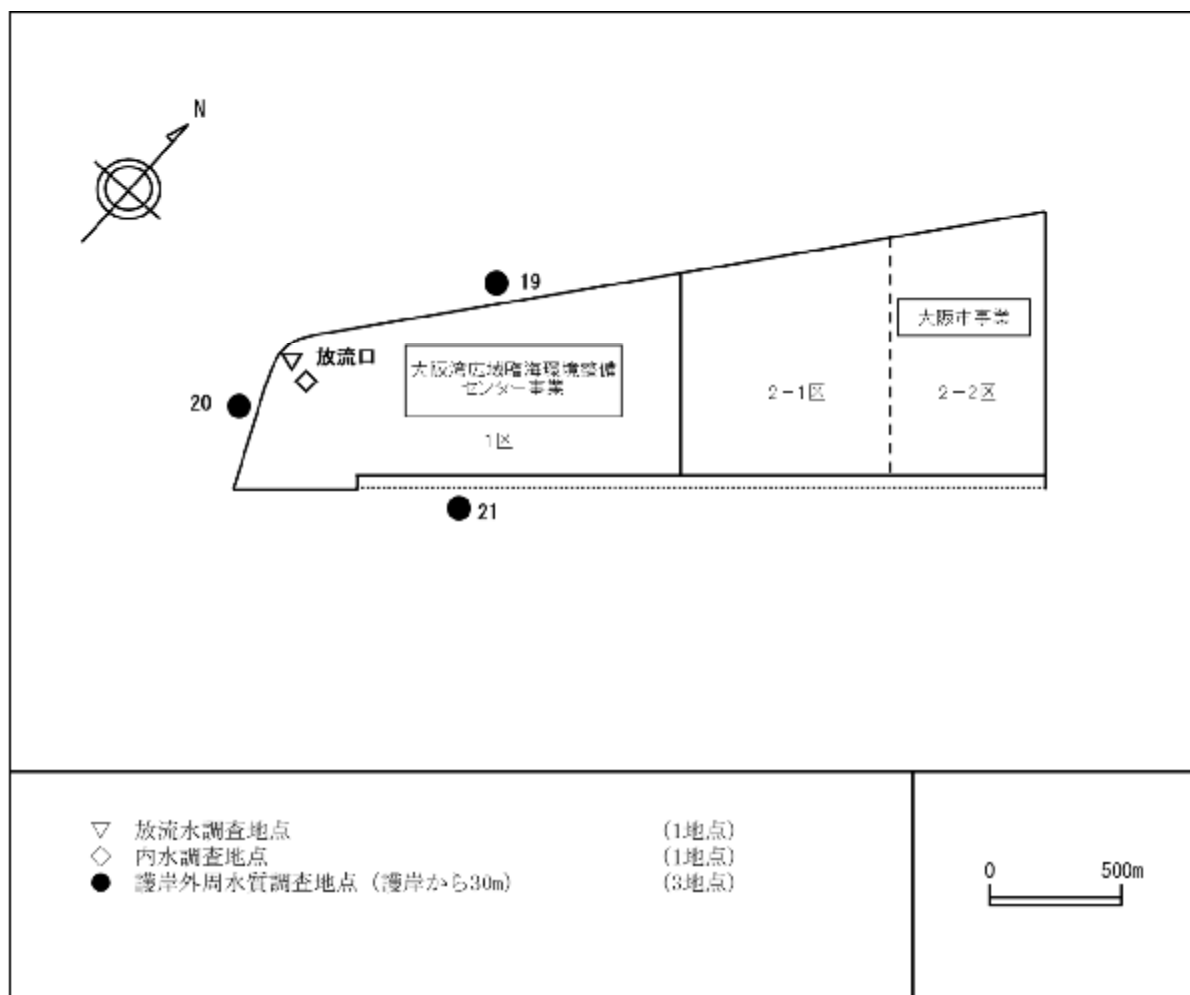 N
19
大阪市事業
放流口
大阪湾広域臨海環境整備
センター事業
20
2-1区
2-2区
1区
21
▽ 放流水調査地点 (1地点)
◇ 内水調査地点 (1地点)
● 護岸外周水質調査地点 (護岸から30m) (3地点)
0 500m